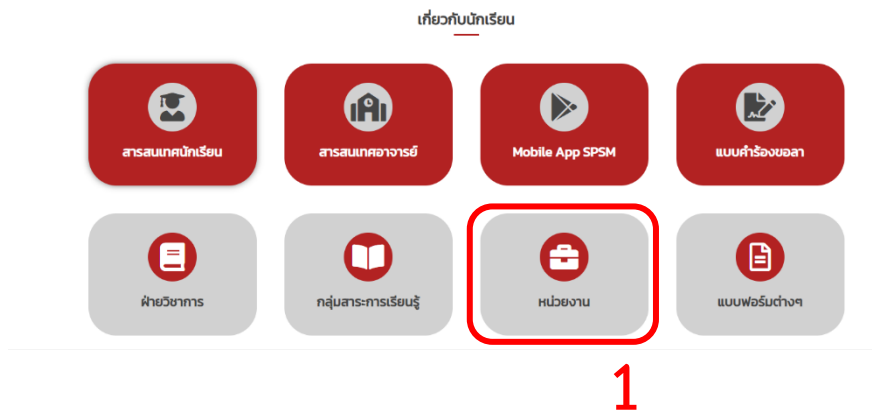 เกี่ยวกับนักเรียน
สารสนเทศนักเรียน
สารสนเทศอาจารย์
Mobile App SPSM
แบบคำร้องขอลา
ฝ่ายวิชาการ
กลุ่มสาระการเรียนรู้
หน่วยงาน
แบบฟอร์มต่างๆ
1